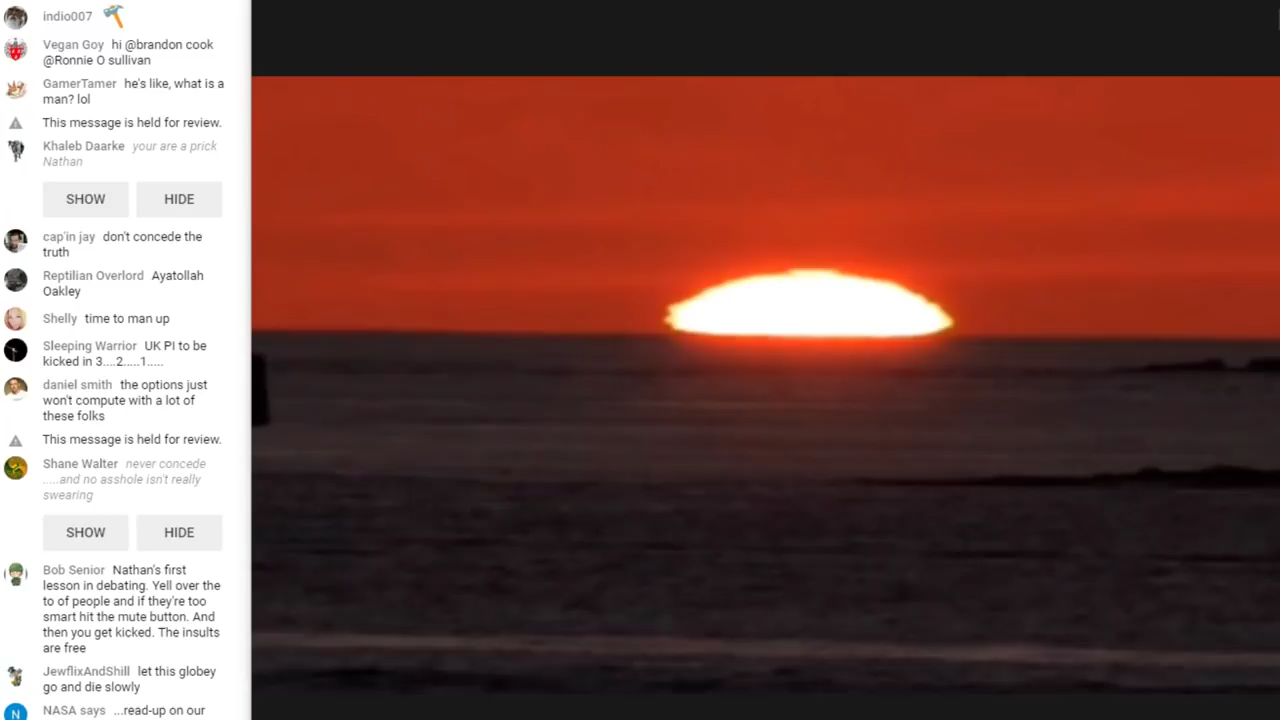 indio007
Vegan Goy hi @brandon cook
@Ronnie O sullivan
GamerTamer he's like, what is a
man? lol
This message is held for review.
Khaleb Daarke your are a prick
Nathan
SHOW HIDE
cap'in jay don't concede the
truth
Reptilian Overlord Ayatollah
Oakley
Shelly time to man up
Sleeping Warrior UK PI to be
kicked in 3....2.....1.....
daniel smith the options just
won't compute with a lot of
these folks
This message is held for review.
Shane Walter never concede
.....and no asshole isn't really
swearing
SHOW HIDE
Bob Senior Nathan's first
lesson in debating. Yell over the
to of people and if they're too
smart hit the mute button. And
then you get kicked. The insults
are free
JewflixAndShill let this globey
go and die slowly
N NASA says ...read-up on our